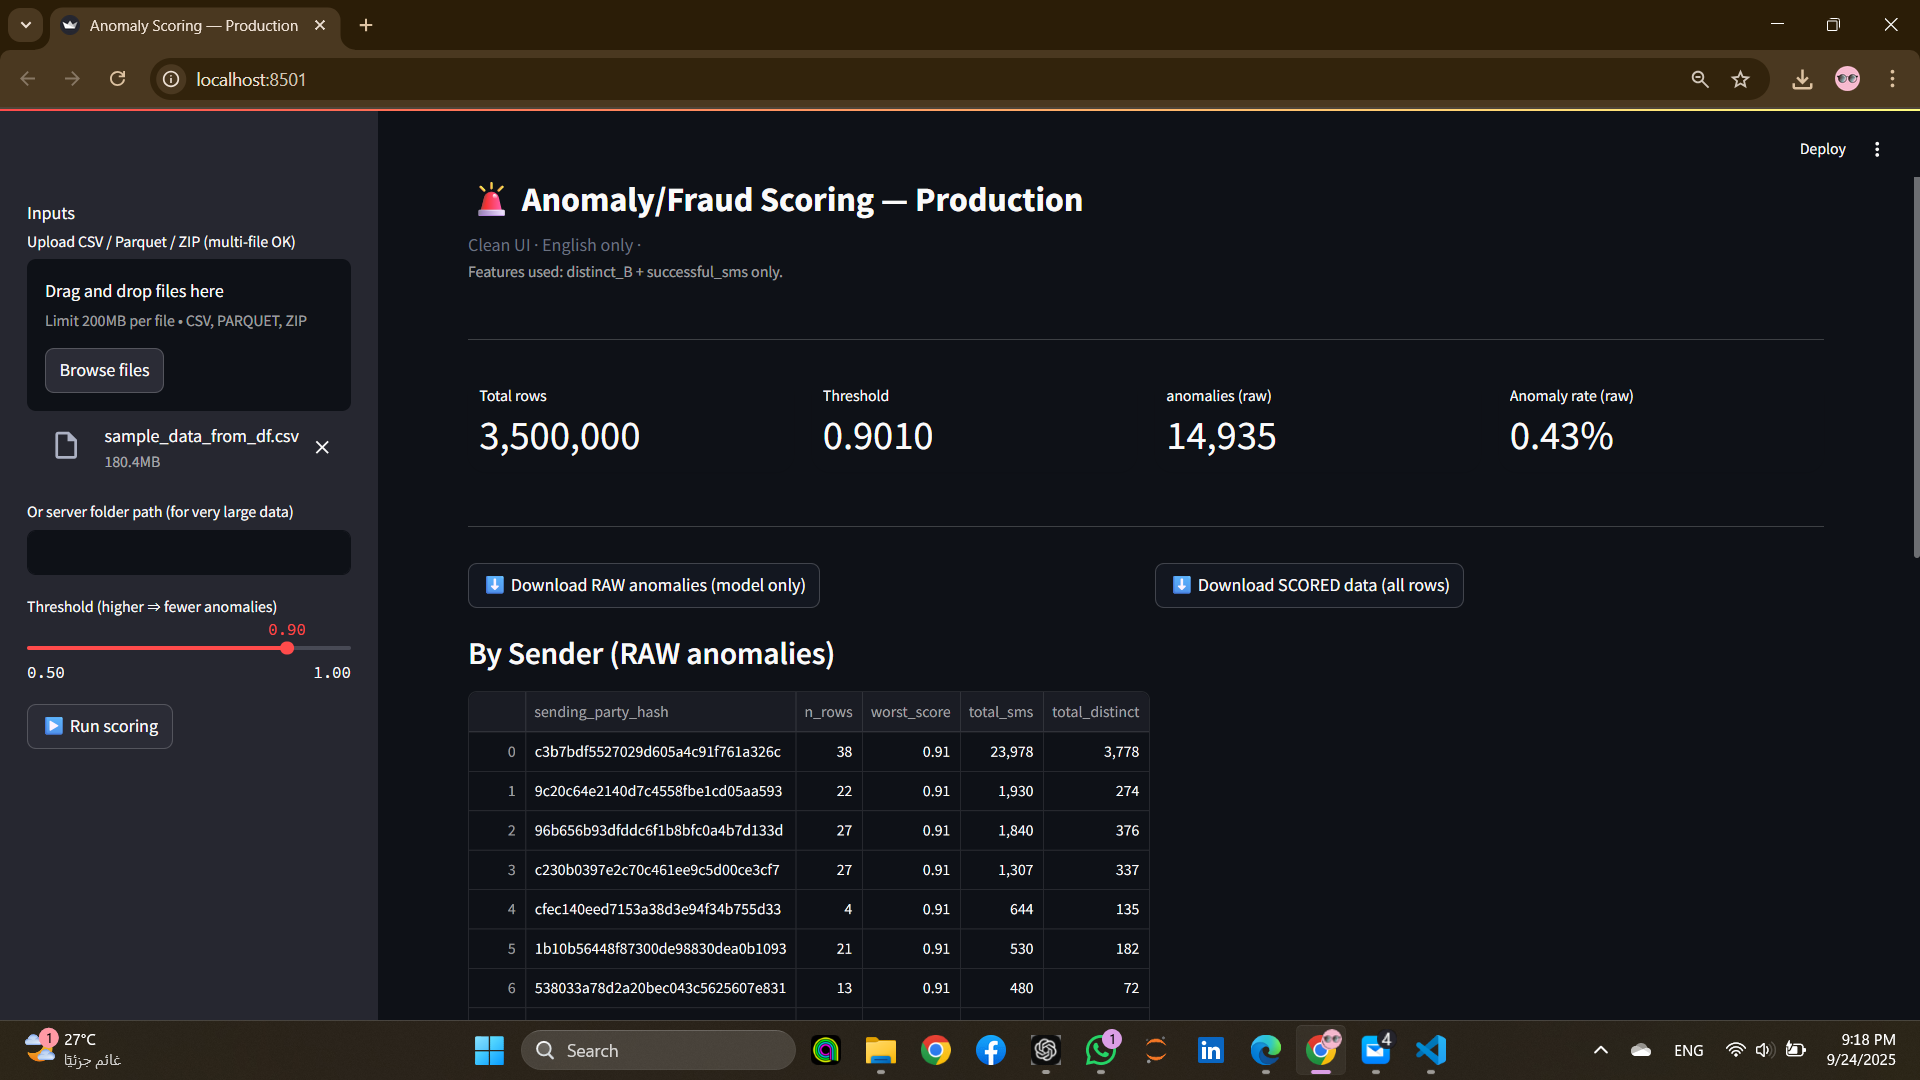 Anomaly Scoring — Production
localhost:8501
Deploy
Inputs
Upload CSV / Parquet / ZIP (multi-file OK)
Drag and drop files here
Limit 200MB per file • CSV, PARQUET, ZIP
Browse files
sample_data_from_df.csv
180.4MB
Or server folder path (for very large data)
Threshold (higher ⇒ fewer anomalies)
0.90
0.50 1.00
Run scoring
Anomaly/Fraud Scoring — Production
Clean UI · English only ·
Features used: distinct_B + successful_sms only.
Total rows Threshold anomalies (raw) Anomaly rate (raw)
3,500,000 0.9010 14,935 0.43%
Download RAW anomalies (model only) Download SCORED data (all rows)
By Sender (RAW anomalies)
sending_party_hash n_rows worst_score total_sms total_distinct
0 c3b7bdf5527029d605a4c91f761a326c 38 0.91 23,978 3,778
1 9c20c64e2140d7c4558fbe1cd05aa593 22 0.91 1,930 274
2 96b656b93dfddc6f1b8bfc0a4b7d133d 27 0.91 1,840 376
3 c230b0397e2c70c461ee9c5d00ce3cf7 27 0.91 1,307 337
4 cfec140eed7153a38d3e94f34b755d33 4 0.91 644 135
5 1b10b56448f87300de98830dea0b1093 21 0.91 530 182
6 538033a78d2a20bec043c5625607e831 13 0.91 480 72
1
27°C
غائم جزئيًا
Search
1
4
ENG
9:18 PM
9/24/2025